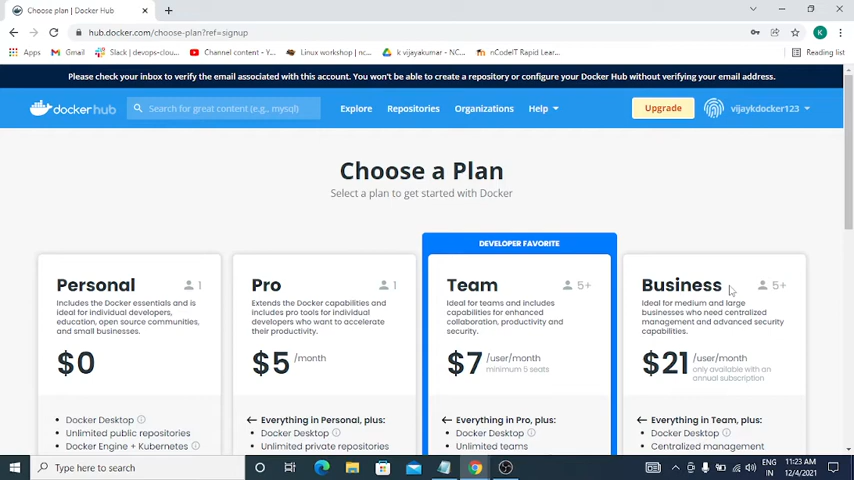 Choose plan | Docker Hub
hub.docker.com/choose-plan?ref=signup
Apps
Gmail
Slack | devops-clou...
Channel content - Y...
Linux workshop | nc...
k vijayakumar - NC...
nCodeIT Rapid Lear...
Reading list
K
Please check your inbox to verify the email associated with this account. You won't be able to create a repository or configure your Docker Hub without verifying your email address.
docker hub
Search for great content (e.g., mysql)
Explore
Repositories
Organizations
Help
Upgrade
vijaykdocker123
Choose a Plan
Select a plan to get started with Docker
DEVELOPER FAVORITE
Personal
1
Includes the Docker essentials and is
ideal for individual developers,
education, open source communities,
and small businesses.
$0
Docker Desktop
Unlimited public repositories
Docker Engine + Kubernetes
Pro
1
Extends the Docker capabilities and
includes pro tools for individual
developers who want to accelerate
their productivity.
$5 /month
Everything in Personal, plus:
Docker Desktop
Unlimited private repositories
Team
5+
Ideal for teams and includes
capabilities for enhanced
collaboration, productivity and
security.
$7 /user/month
minimum 5 seats
Everything in Pro, plus:
Docker Desktop
Unlimited teams
Business
5+
Ideal for medium and large
businesses who need centralized
management and advanced security
capabilities.
$21 /user/month
only available with an
annual subscription
Everything in Team, plus:
Docker Desktop
Centralized management
Type here to search
ENG
IN
11:23 AM
12/4/2021